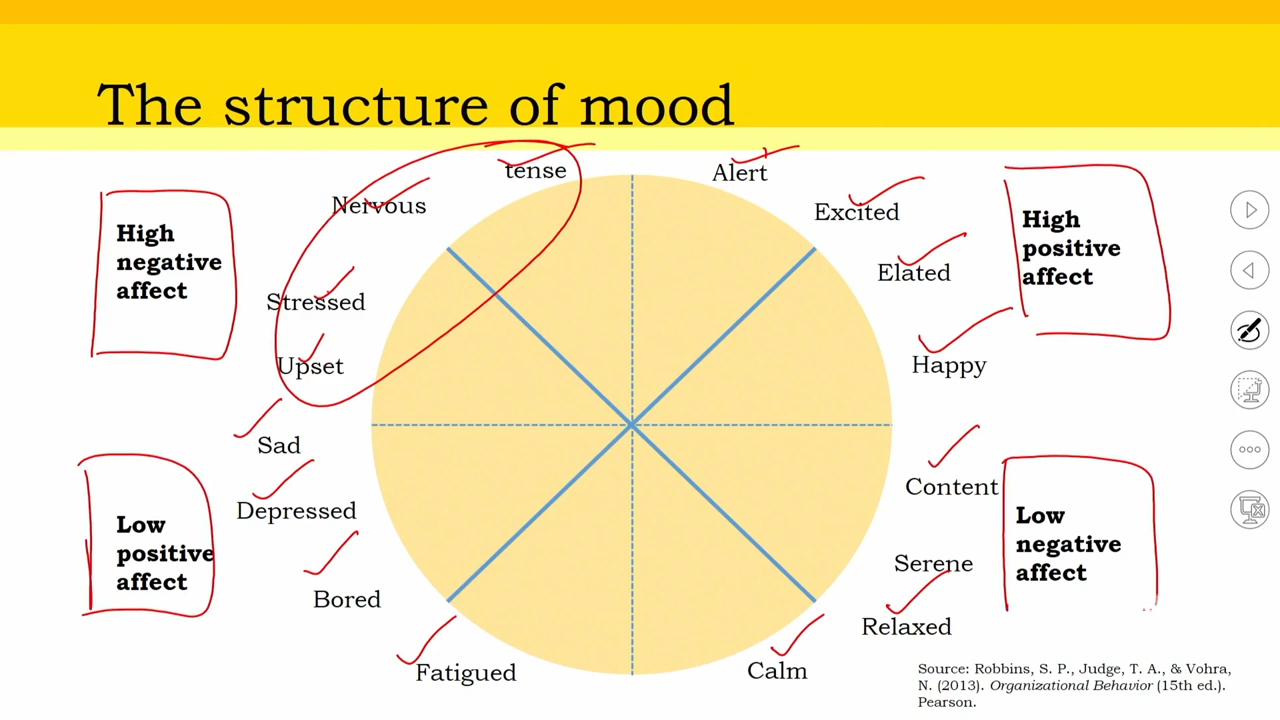 The structure of mood
tense
Alert
Nervous
Excited
High
negative
affect
High
positive
affect
Elated
Stressed
Upset
Happy
Sad
Content
Depressed
Low
positive
affect
Low
negative
affect
Serene
Bored
Relaxed
Fatigued
Calm
Source: Robbins, S. P., Judge, T. A., & Vohra,
N. (2013). Organizational Behavior (15th ed.).
Pearson.